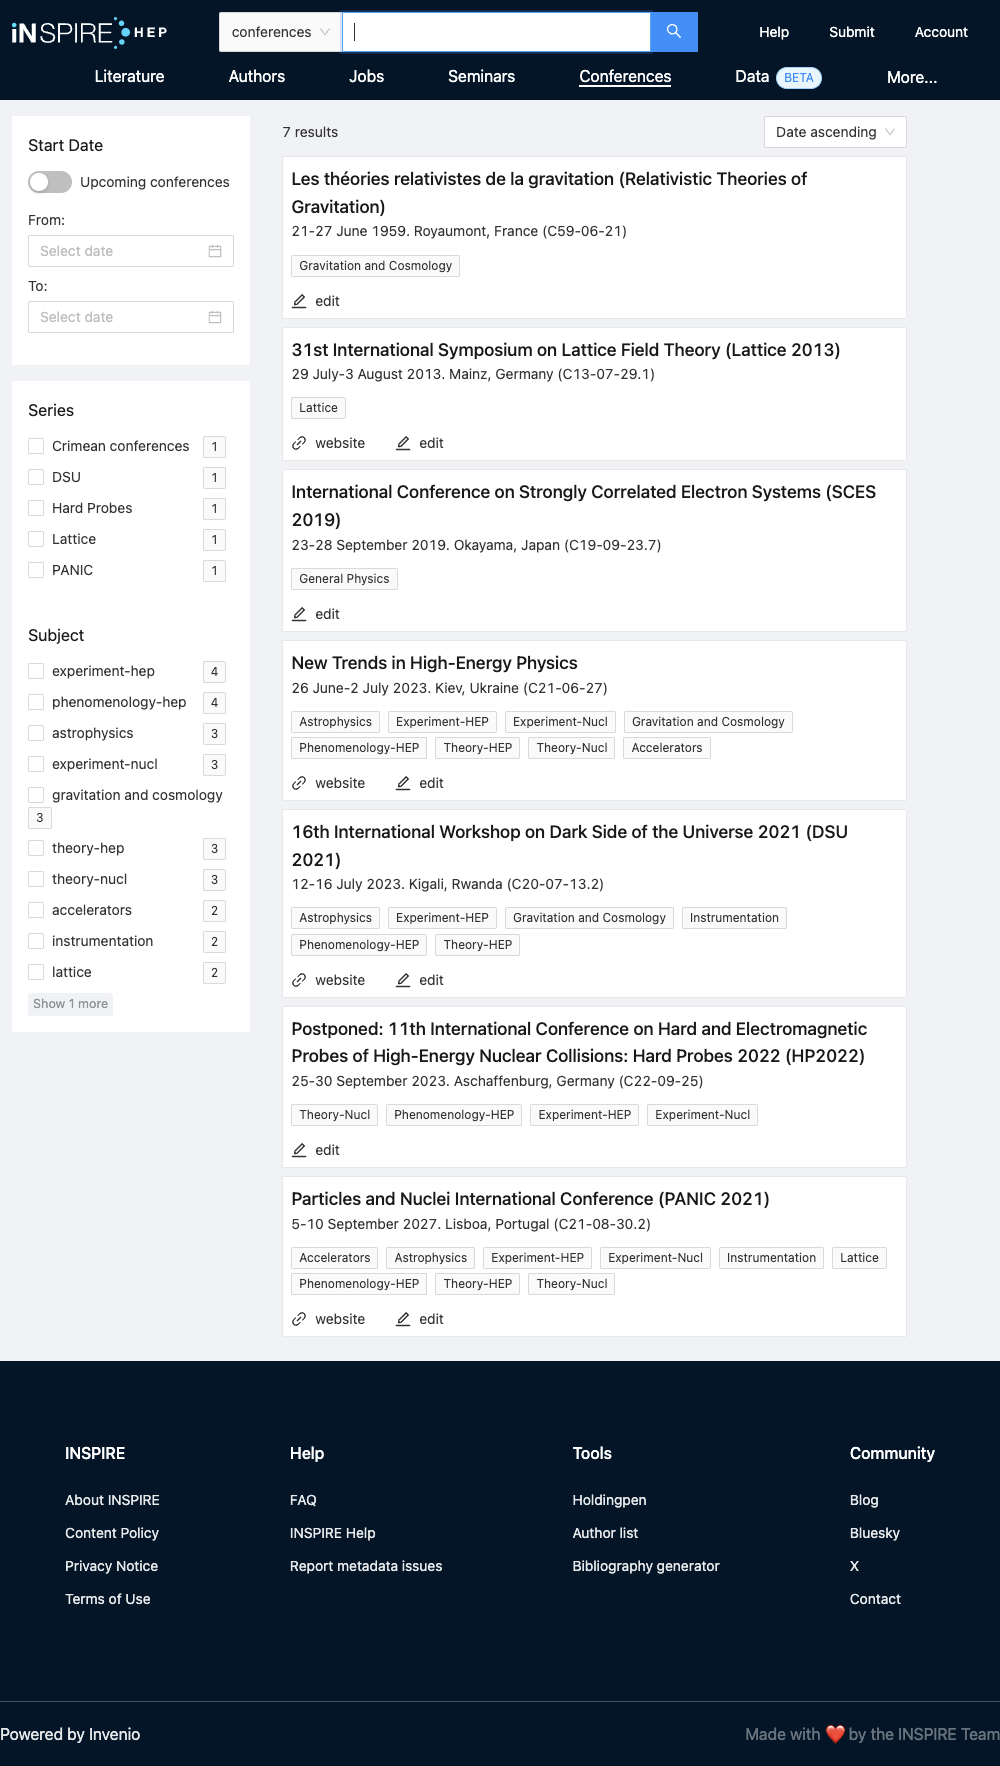 iNSPIRE HEP
conferences
Help
Submit
Account
Literature
Authors
Jobs
Seminars
Conferences
Data BETA
More...
Start Date
Upcoming conferences
From:
Select date
To:
Select date
Series
Crimean conferences 1
DSU 1
Hard Probes 1
Lattice 1
PANIC 1
Subject
experiment-hep 4
phenomenology-hep 4
astrophysics 3
experiment-nucl 3
gravitation and cosmology
3
theory-hep 3
theory-nucl 3
accelerators 2
instrumentation 2
lattice 2
Show 1 more
7 results
Date ascending
Les théories relativistes de la gravitation (Relativistic Theories of
Gravitation)
21-27 June 1959. Royaumont, France (C59-06-21)
Gravitation and Cosmology
edit
31st International Symposium on Lattice Field Theory (Lattice 2013)
29 July-3 August 2013. Mainz, Germany (C13-07-29.1)
Lattice
website edit
International Conference on Strongly Correlated Electron Systems (SCES
2019)
23-28 September 2019. Okayama, Japan (C19-09-23.7)
General Physics
edit
New Trends in High-Energy Physics
26 June-2 July 2023. Kiev, Ukraine (C21-06-27)
Astrophysics Experiment-HEP Experiment-Nucl Gravitation and Cosmology
Phenomenology-HEP Theory-HEP Theory-Nucl Accelerators
website edit
16th International Workshop on Dark Side of the Universe 2021 (DSU
2021)
12-16 July 2023. Kigali, Rwanda (C20-07-13.2)
Astrophysics Experiment-HEP Gravitation and Cosmology Instrumentation
Phenomenology-HEP Theory-HEP
website edit
Postponed: 11th International Conference on Hard and Electromagnetic
Probes of High-Energy Nuclear Collisions: Hard Probes 2022 (HP2022)
25-30 September 2023. Aschaffenburg, Germany (C22-09-25)
Theory-Nucl Phenomenology-HEP Experiment-HEP Experiment-Nucl
edit
Particles and Nuclei International Conference (PANIC 2021)
5-10 September 2027. Lisboa, Portugal (C21-08-30.2)
Accelerators Astrophysics Experiment-HEP Experiment-Nucl Instrumentation Lattice
Phenomenology-HEP Theory-HEP Theory-Nucl
website edit
INSPIRE
About INSPIRE
Content Policy
Privacy Notice
Terms of Use
Help
FAQ
INSPIRE Help
Report metadata issues
Tools
Holdingpen
Author list
Bibliography generator
Community
Blog
Bluesky
X
Contact
Powered by Invenio
Made with ❤️ by the INSPIRE Team